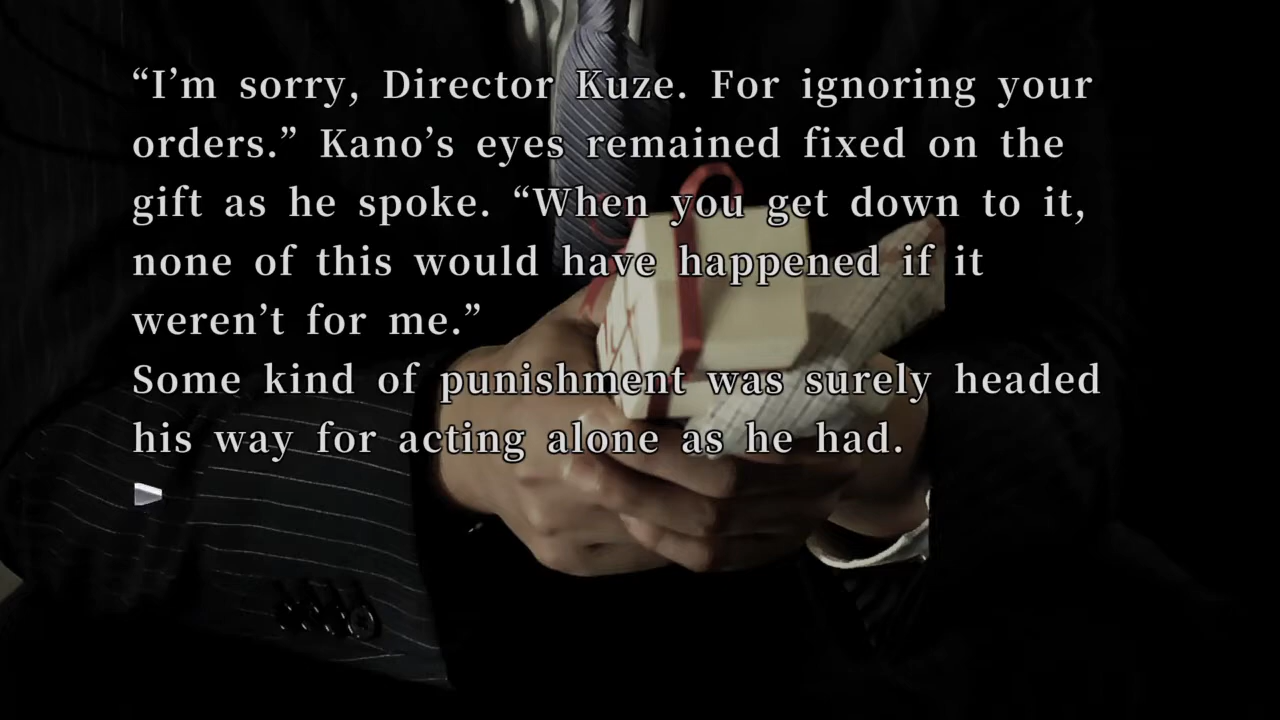 “I’m sorry, Director Kuze. For ignoring your
orders.” Kano’s eyes remained fixed on the
gift as he spoke. “When you get down to it,
none of this would have happened if it
weren’t for me.”
Some kind of punishment was surely headed
his way for acting alone as he had.